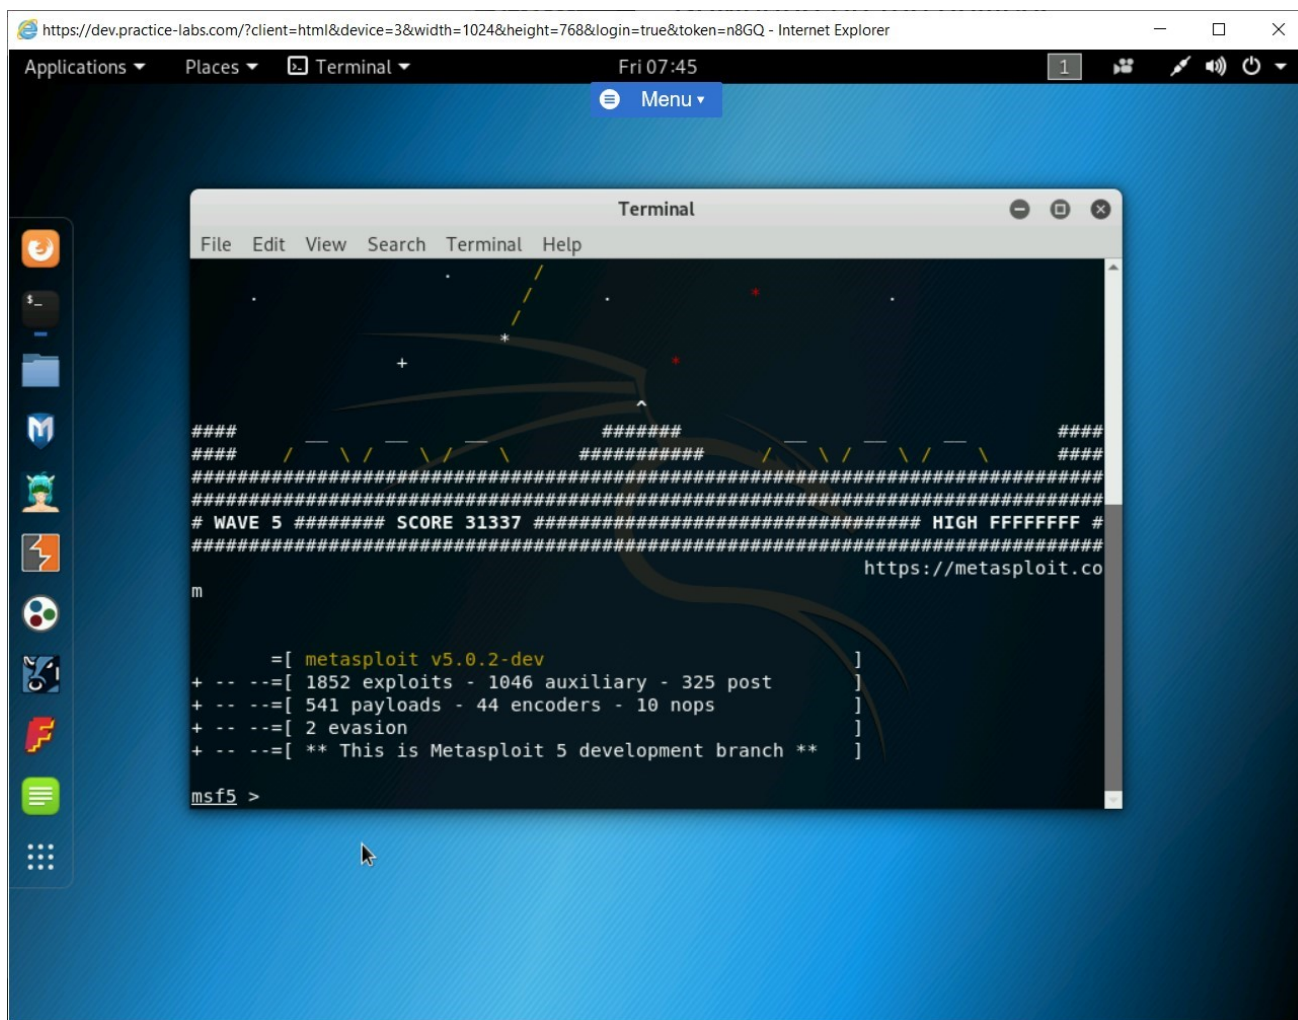 https://dev.practice-labs.com/?client=html&device=3&width=1024&height=768&login=true&token=n8GQ - Internet Explorer
Applications Places Terminal Fri 07:45 1
Menu
Terminal
File Edit View Search Terminal Help
$_
# WAVE 5 ######## SCORE 31337 ################################## HIGH FFFFFFFF #
https://metasploit.co
m
=[ metasploit v5.0.2-dev ]
+ -- --=[ 1852 exploits - 1046 auxiliary - 325 post ]
+ -- --=[ 541 payloads - 44 encoders - 10 nops ]
+ -- --=[ 2 evasion ]
+ -- --=[ ** This is Metasploit 5 development branch ** ]
msf5 >